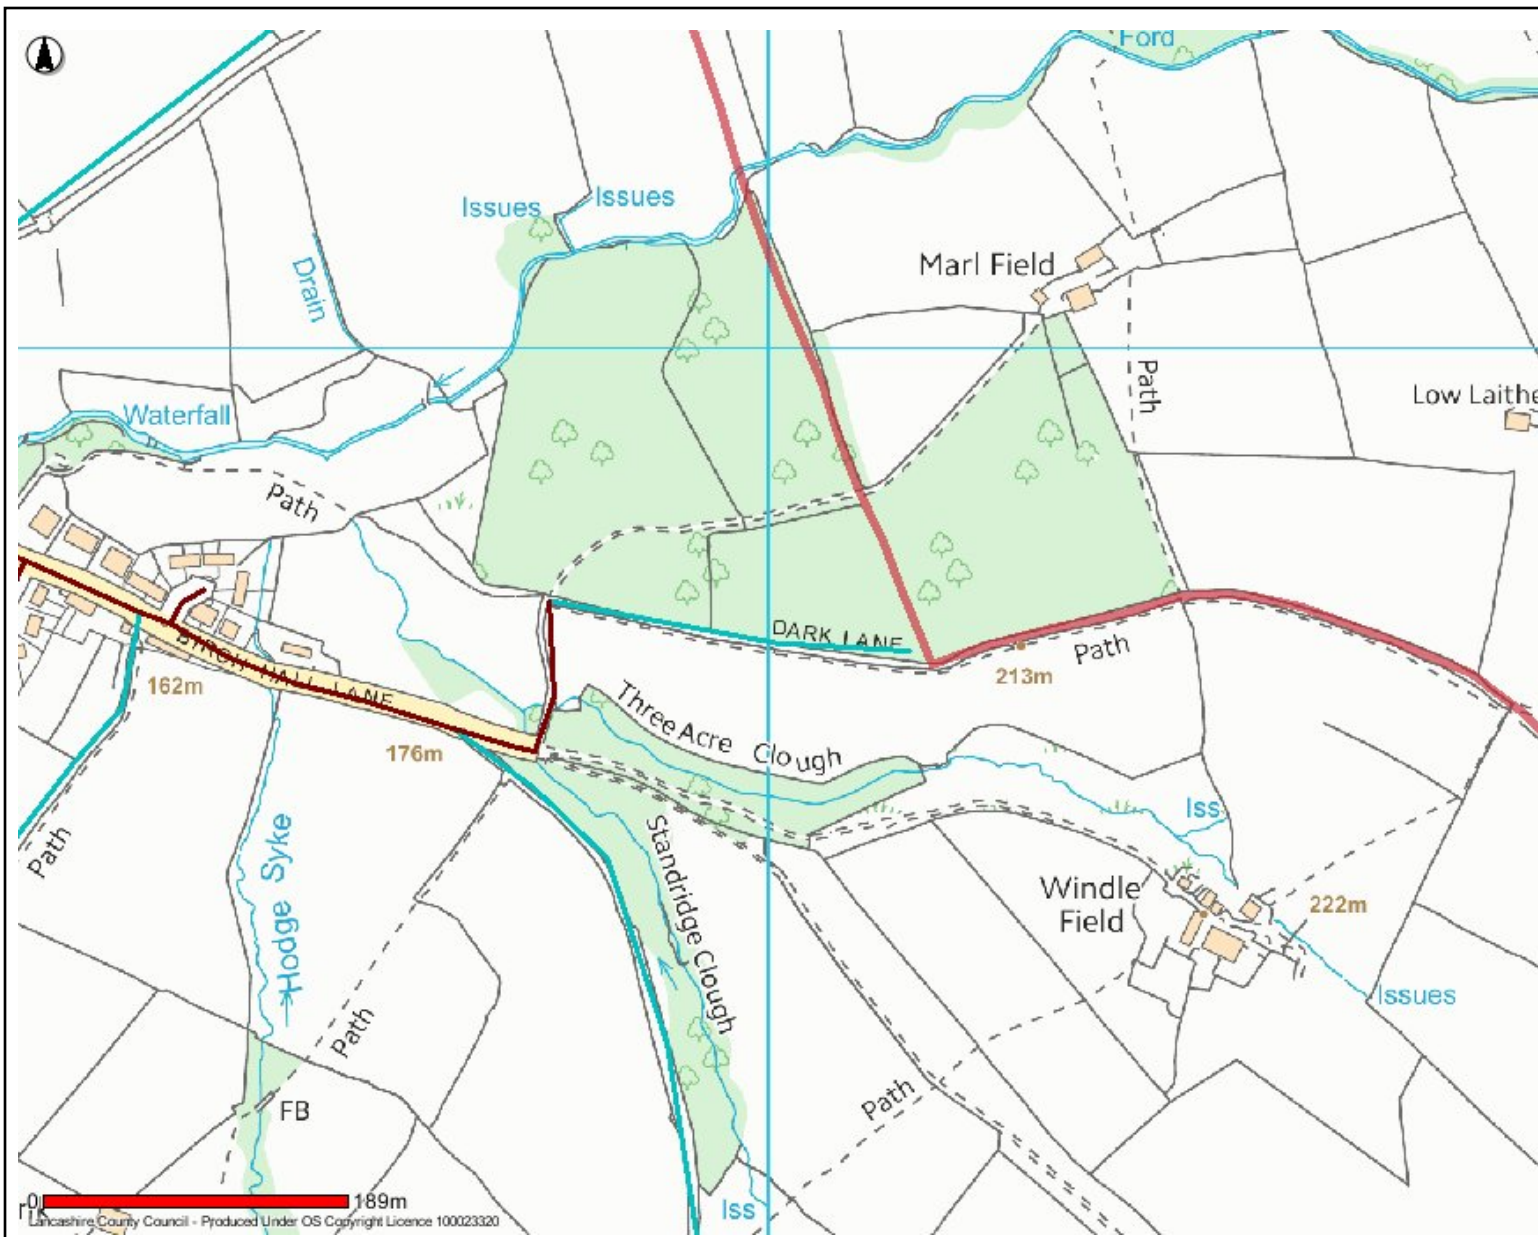 Ford
Issues
Issues
Drain
Marl Field
Path
Low Laithe
Waterfall
Path
DARK LANE
Path
213m
162m
HALL LANE
176m
Three Acre Clough
Path
Hodge Syke
Standridge Clough
Iss
Windle
Field
222m
Issues
Path
Path
FB
Iss
0
189m
Lancashire County Council - Produced Under OS Copyright Licence 100023320